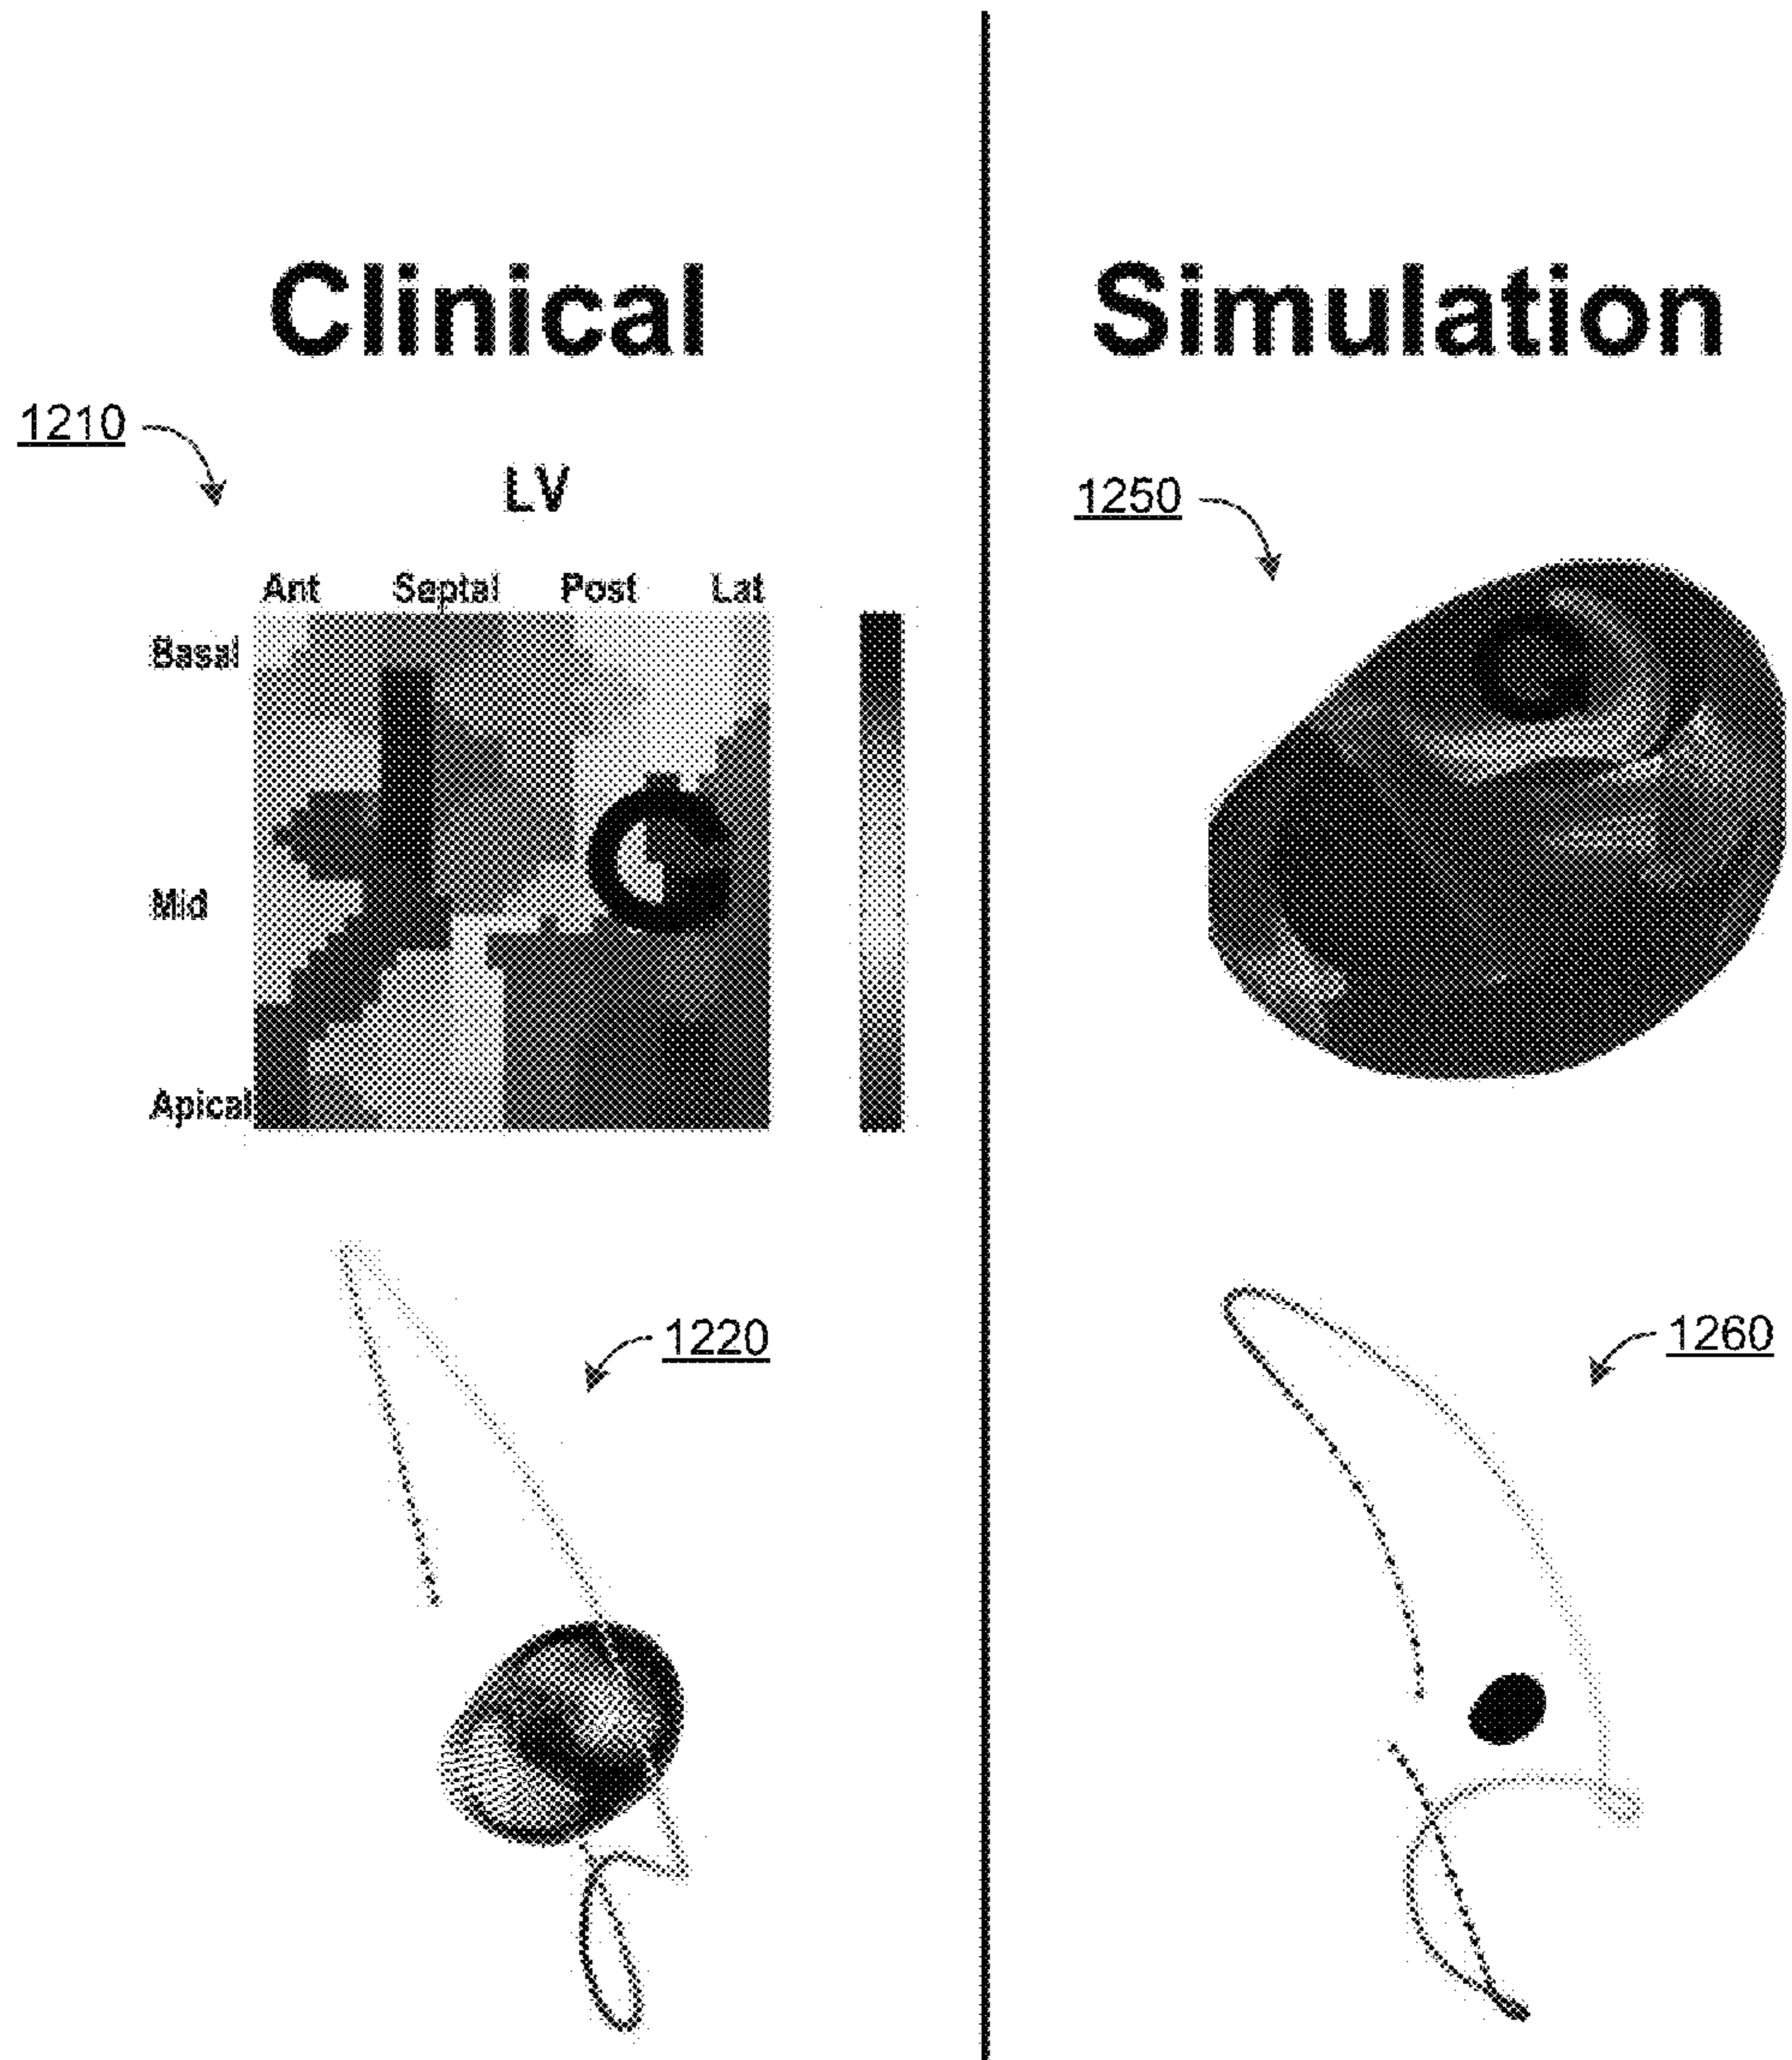 Clinical
1210
LV
Ant Septal Post Lat
Basal
Mid
Apical
1220
Simulation
1250
1260